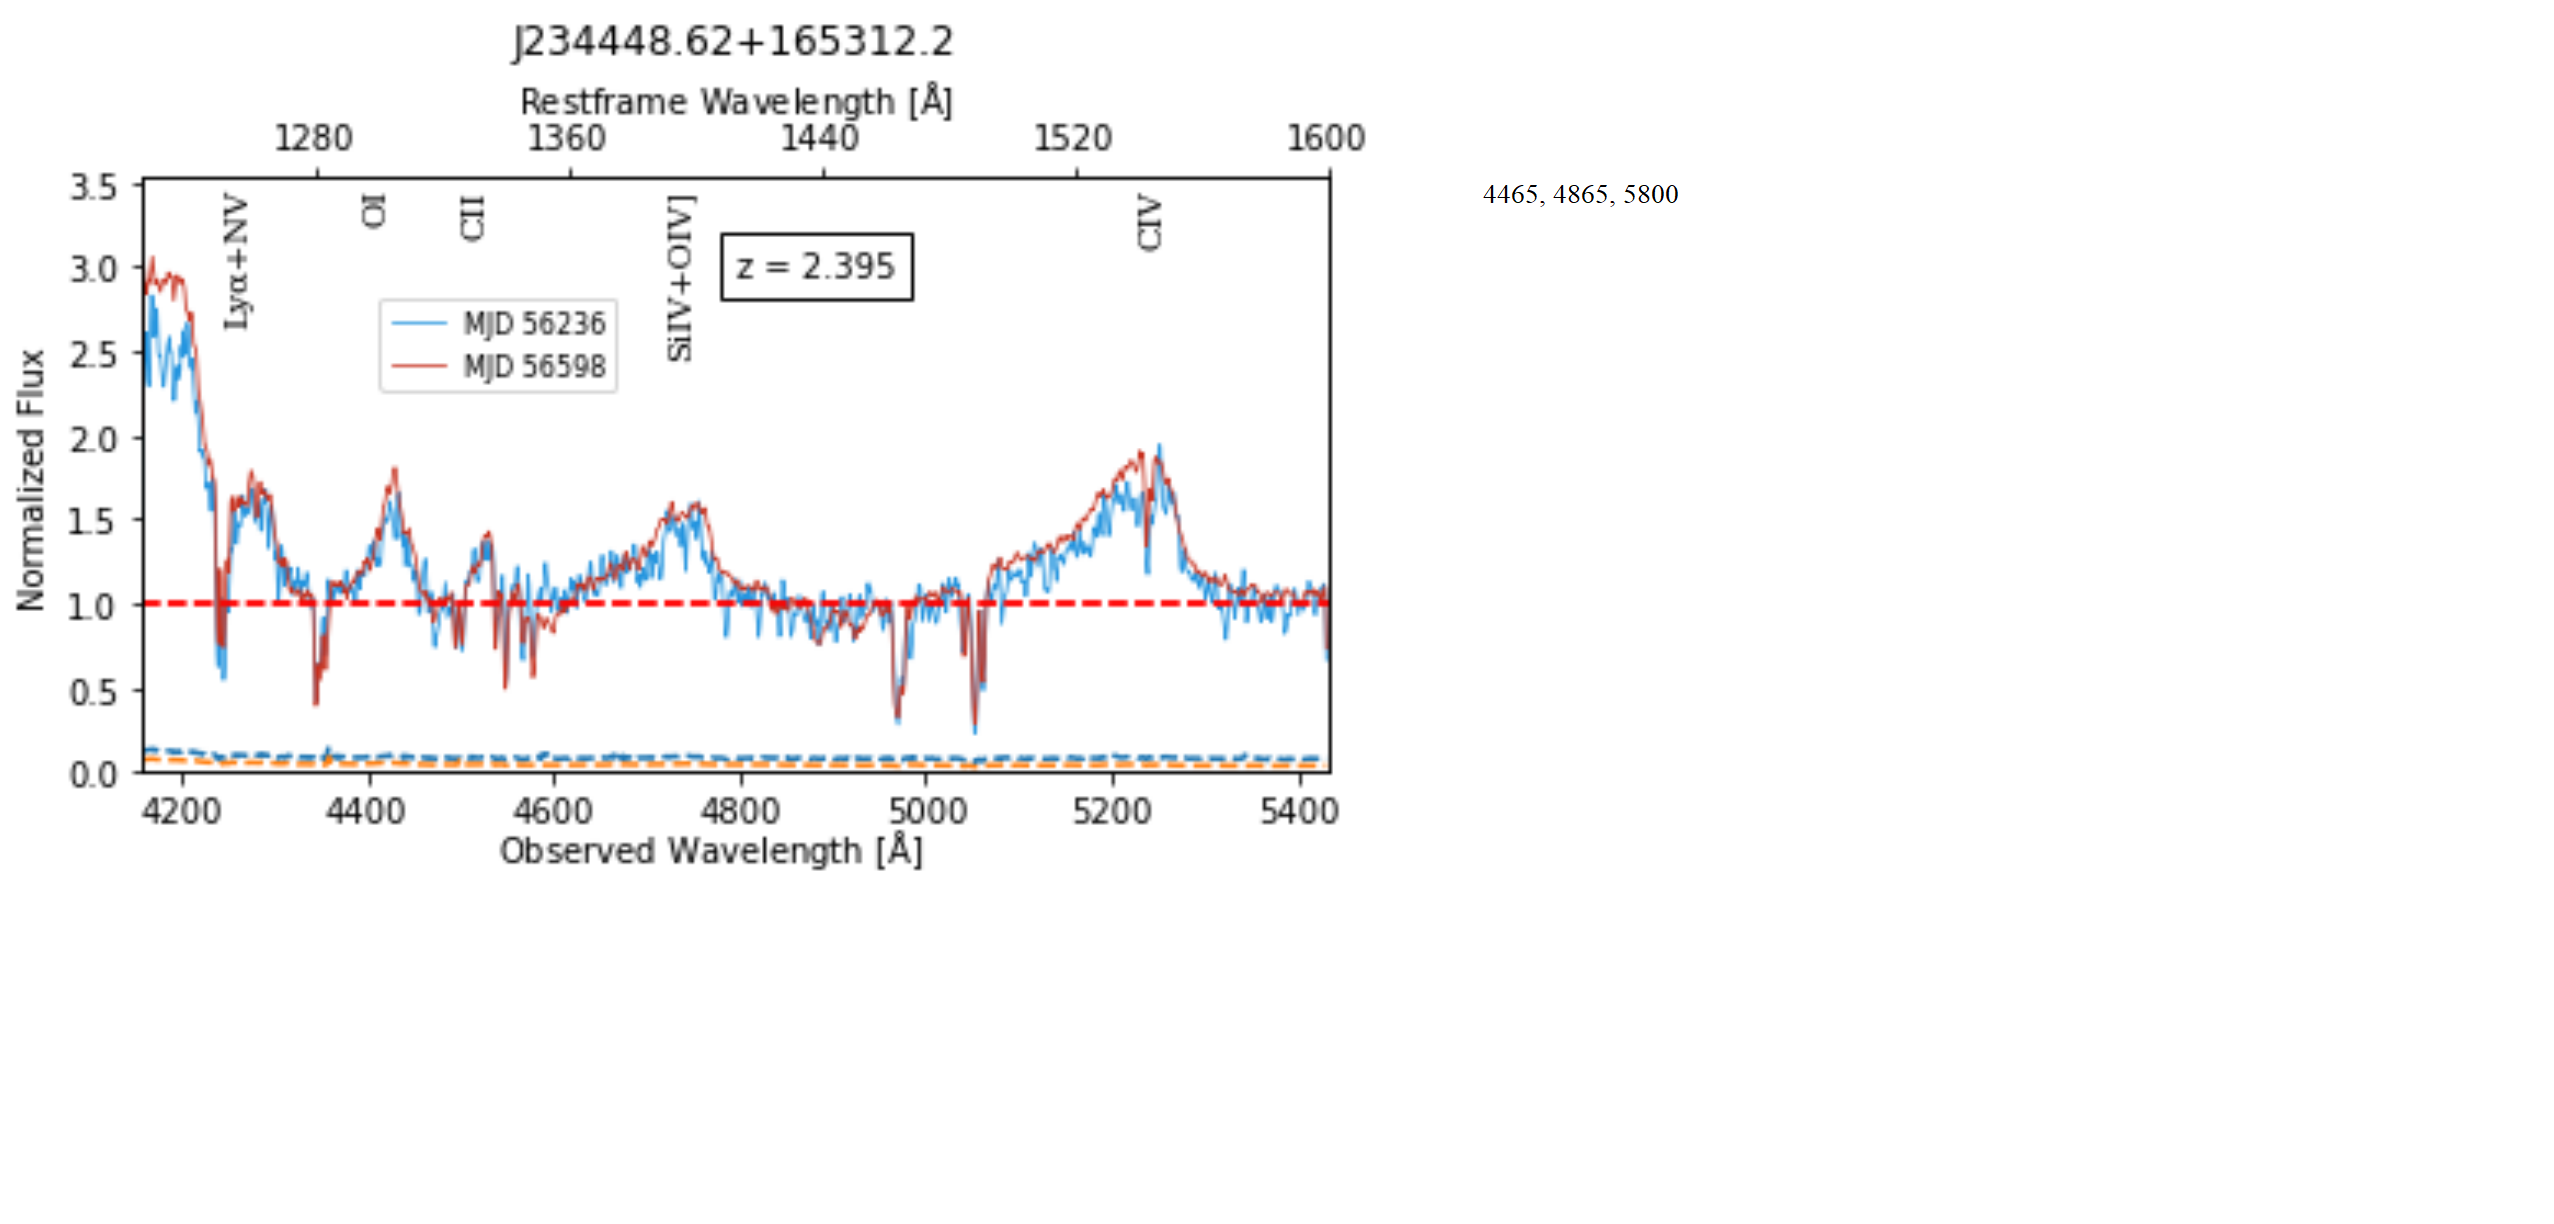 J234448.62+165312.2
Restframe Wavelength [Å]
1280 1360 1440 1520 1600
3.5
3.0
2.5
2.0
1.5
1.0
0.5
0.0
Normalized Flux
Lyα+NV
OI
CII
SiIV+OIV]
CIV
z = 2.395
MJD 56236
MJD 56598
4200 4400 4600 4800 5000 5200 5400
Observed Wavelength [Å]
4465, 4865, 5800